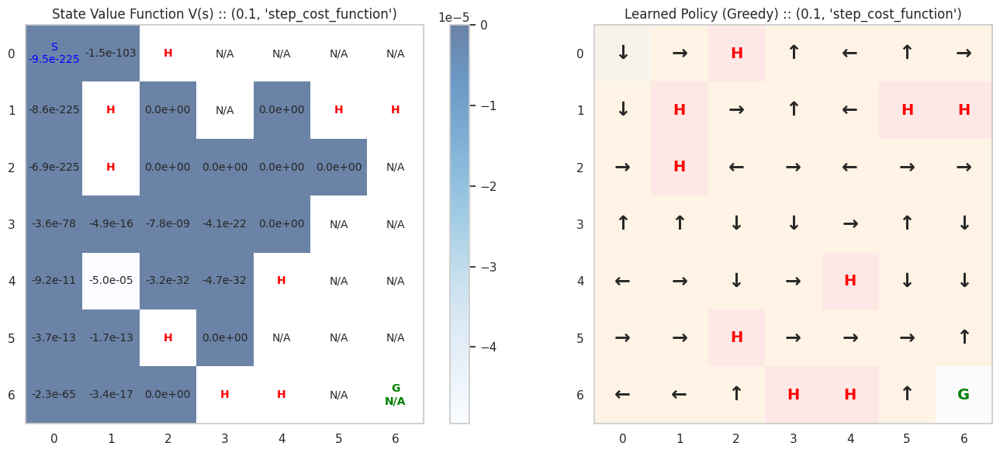 State Value Function V(s) :: (0.1, 'step_cost_function')
0 S H N/A N/A N/A N/A
-9.5e-225 -1.5e-103
1 -8.6e-225 H 0.0e+00 N/A 0.0e+00 H H
2 -6.9e-225 H 0.0e+00 0.0e+00 0.0e+00 0.0e+00 N/A
3 -3.6e-78 -4.9e-16 -7.8e-09 -4.1e-22 0.0e+00 N/A N/A
4 -9.2e-11 -5.0e-05 -3.2e-32 -4.7e-32 H N/A N/A
5 -3.7e-13 -1.7e-13 H 0.0e+00 N/A N/A N/A
6 -2.3e-65 -3.4e-17 0.0e+00 H H N/A G
N/A
0 1 2 3 4 5 6
1e−5
0
−1
−2
−3
−4
Learned Policy (Greedy) :: (0.1, 'step_cost_function')
0 ↓ → H ↑ ← ↑ →
1 ↓ H → ↑ ← H H
2 → H ← → ← → →
3 ↑ ↑ ↓ ↓ → ↑ ↓
4 ← → ↓ → H ↓ ↓
5 → → H → → → ↑
6 ← ← ↑ H H ↑ G
0 1 2 3 4 5 6